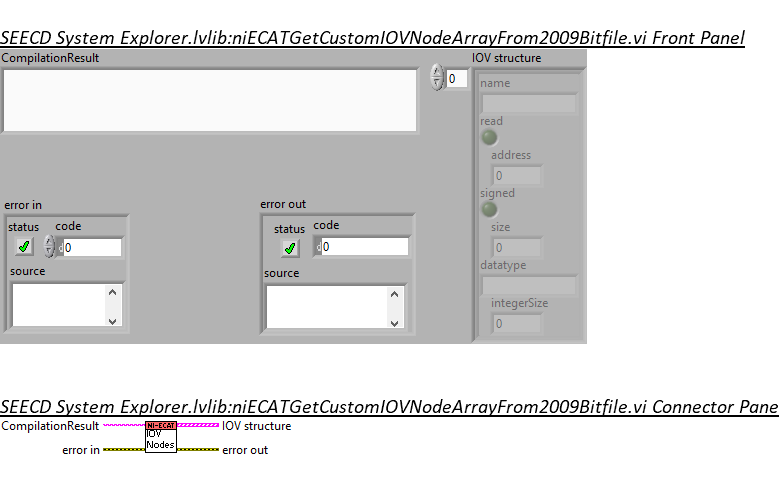 SEECD System Explorer.lvlib:niECATGetCustomIOVNodeArrayFrom2009Bitfile.vi Front Panel
CompilationResult
0
IOV structure
name
read
address
0
signed
size
0
datatype
integerSize
0
error in
status code
d0
source
error out
status code
d0
source
SEECD System Explorer.lvlib:niECATGetCustomIOVNodeArrayFrom2009Bitfile.vi Connector Pane
CompilationResult
NI-ECAT
IOV
Nodes
IOV structure
error in
error out